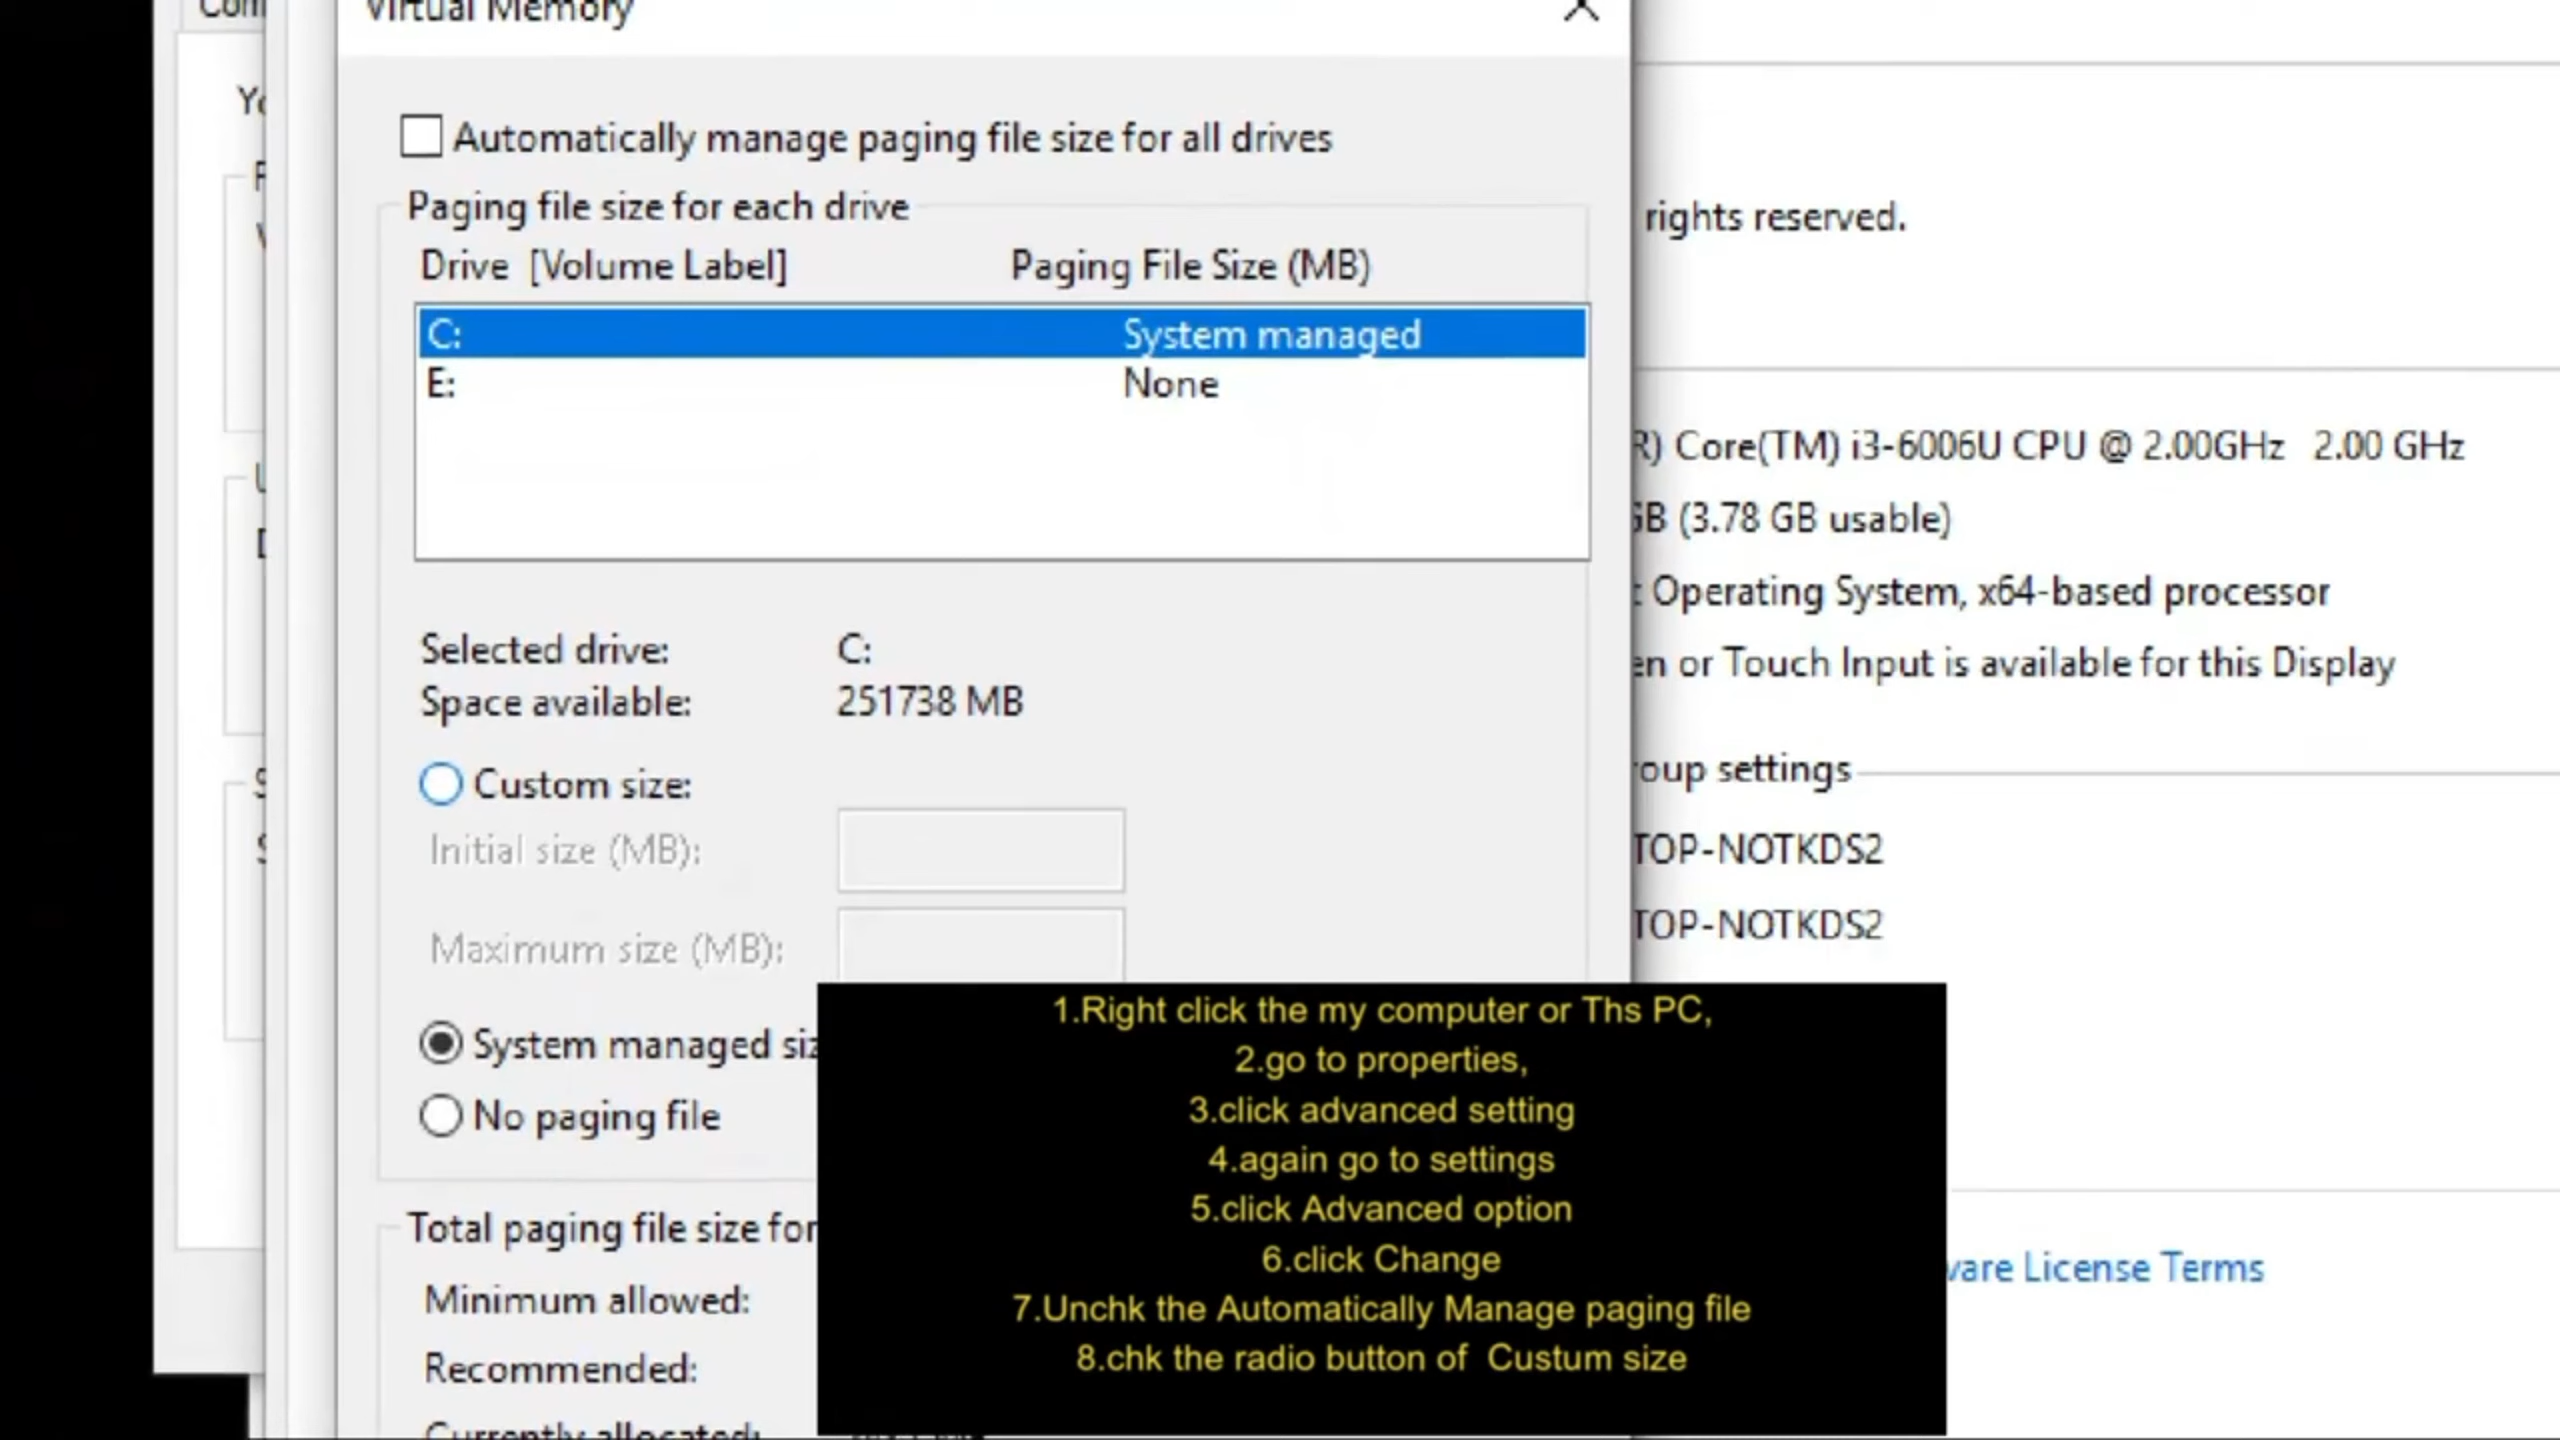 Virtual Memory
Automatically manage paging file size for all drives
Paging file size for each drive
Drive [Volume Label] Paging File Size (MB)
C: System managed
E: None
Selected drive: C:
Space available: 251738 MB
Custom size:
Initial size (MB):
Maximum size (MB):
System managed siz
No paging file
Total paging file size for
Minimum allowed:
Recommended:
Currently allocated:
rights reserved.
R) Core(TM) i3-6006U CPU @ 2.00GHz 2.00 GHz
GB (3.78 GB usable)
t Operating System, x64-based processor
en or Touch Input is available for this Display
roup settings
TOP-NOTKDS2
TOP-NOTKDS2
ware License Terms
1.Right click the my computer or Ths PC,
2.go to properties,
3.click advanced setting
4.again go to settings
5.click Advanced option
6.click Change
7.Unchk the Automatically Manage paging file
8.chk the radio button of Custum size